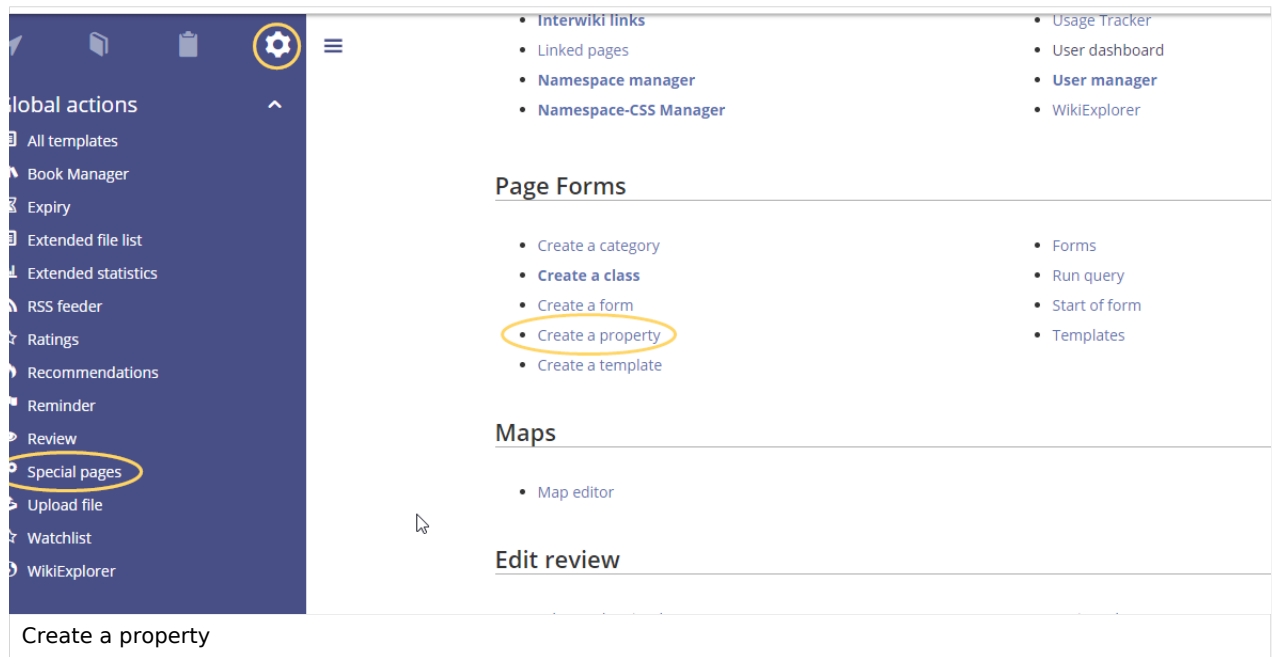 Global actions
All templates
Book Manager
Expiry
Extended file list
Extended statistics
RSS feeder
Ratings
Recommendations
Reminder
Review
Special pages
Upload file
Watchlist
WikiExplorer
Interwiki links
Linked pages
Namespace manager
Namespace-CSS Manager
Usage Tracker
User dashboard
User manager
WikiExplorer
Page Forms
Create a category
Create a class
Create a form
Create a property
Create a template
Forms
Run query
Start of form
Templates
Maps
Map editor
Edit review
Create a property